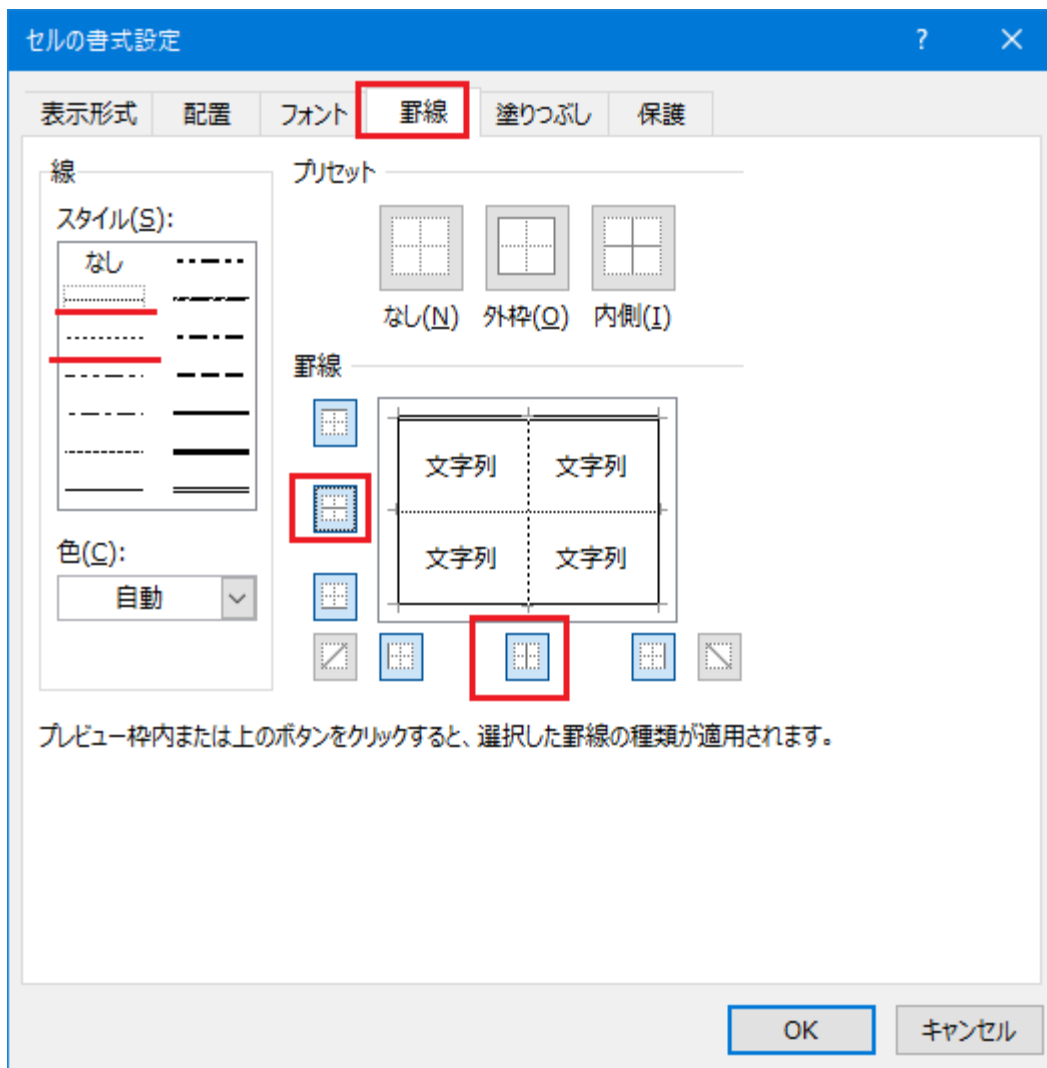 セルの書式設定
表示形式 配置 フォント 罫線 塗りつぶし 保護
線
プリセット
スタイル(S):
なし
なし(N) 外枠(O) 内側(I)
罫線
文字列 文字列
文字列 文字列
色(C):
自動
プレビュー枠内または上のボタンをクリックすると、選択した罫線の種類が適用されます。
OK キャンセル